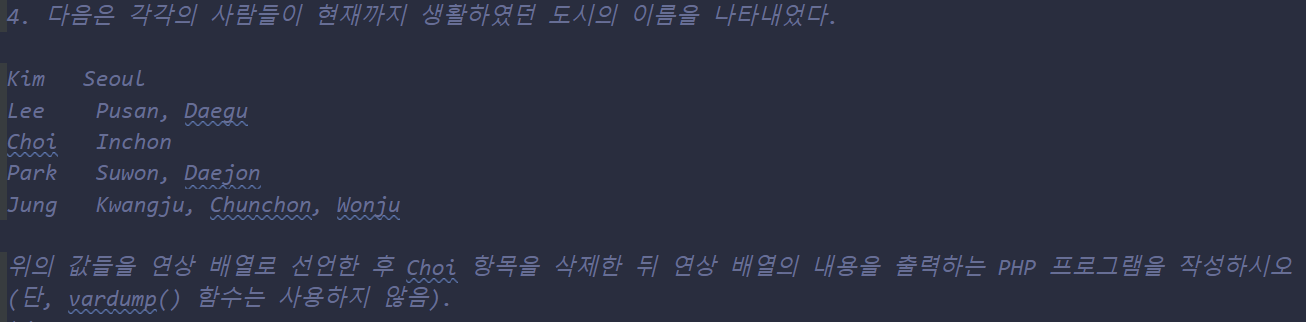 4. 다음은 각각의 사람들이 현재까지 생활하였던 도시의 이름을 나타내었다.
Kim Seoul
Lee Pusan, Daegu
Choi Inchon
Park Suwon, Daejon
Jung Kwangju, Chunchon, Wonju
위의 값들을 연상 배열로 선언한 후 Choi 항목을 삭제한 뒤 연상 배열의 내용을 출력하는 PHP 프로그램을 작성하시오
(단, vardump() 함수는 사용하지 않음).